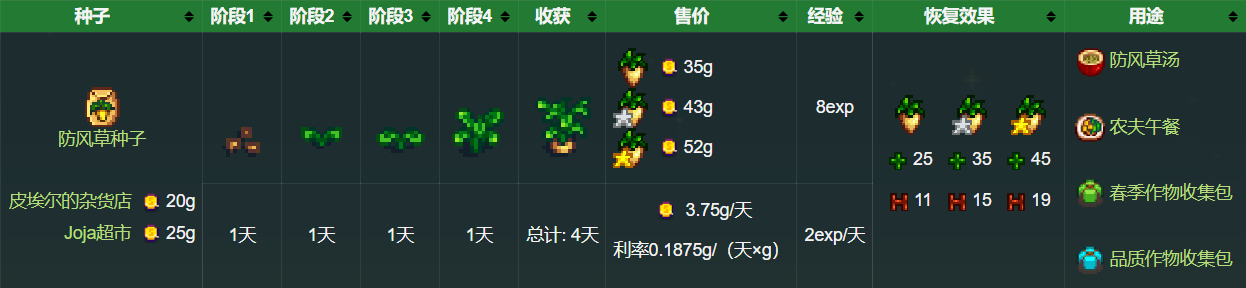 种子 阶段1 阶段2 阶段3 阶段4 收获 售价 经验 恢复效果 用途
防风草种子
35g
43g
52g
8exp
25 35 45
11 15 19
防风草汤
农夫午餐
春季作物收集包
品质作物收集包
皮埃尔的杂货店 20g
Joja超市 25g
1天 1天 1天 1天 总计: 4天
3.75g/天
利率0.1875g/（天×g）
2exp/天